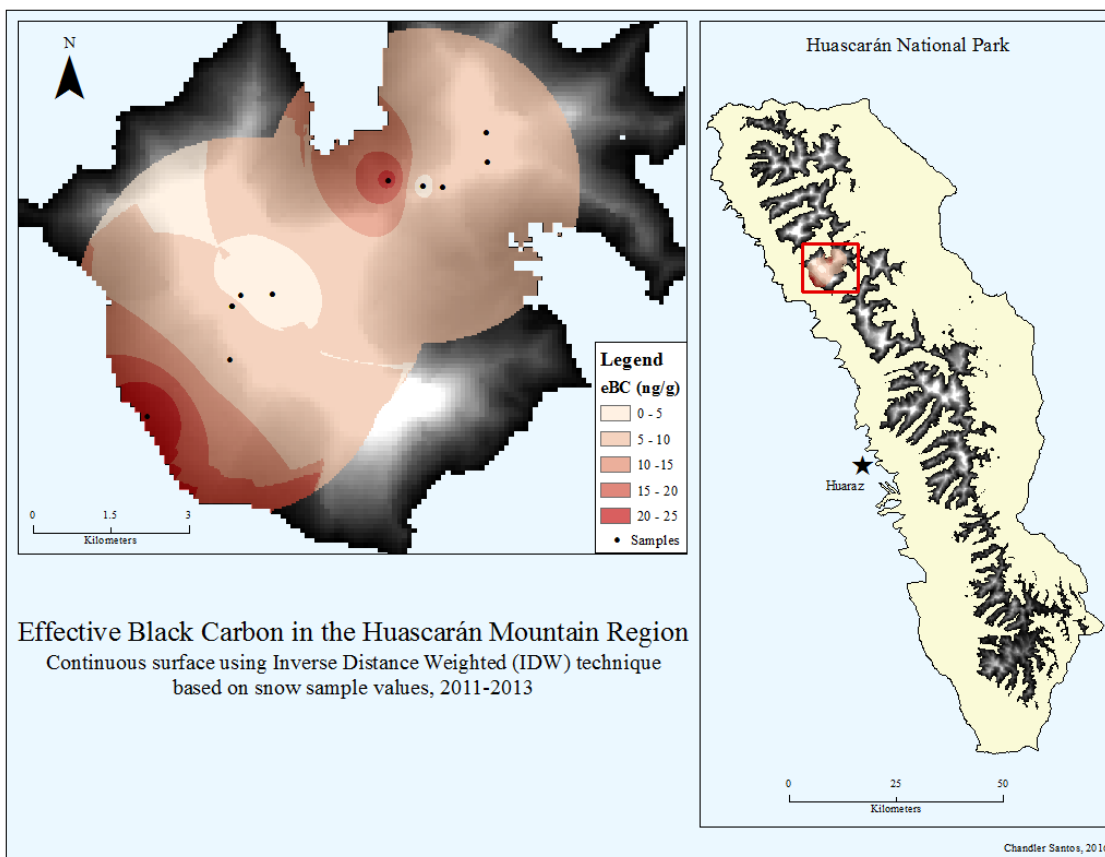 N
Legend
eBC (ng/g)
0 - 5
5 - 10
10 -15
15 - 20
20 - 25
Samples
0 1.5 3
Kilometers
Effective Black Carbon in the Huascarán Mountain Region
Continuous surface using Inverse Distance Weighted (IDW) technique
based on snow sample values, 2011-2013
Huascarán National Park
Huaraz
0 25 50
Kilometers
Chandler Santos,